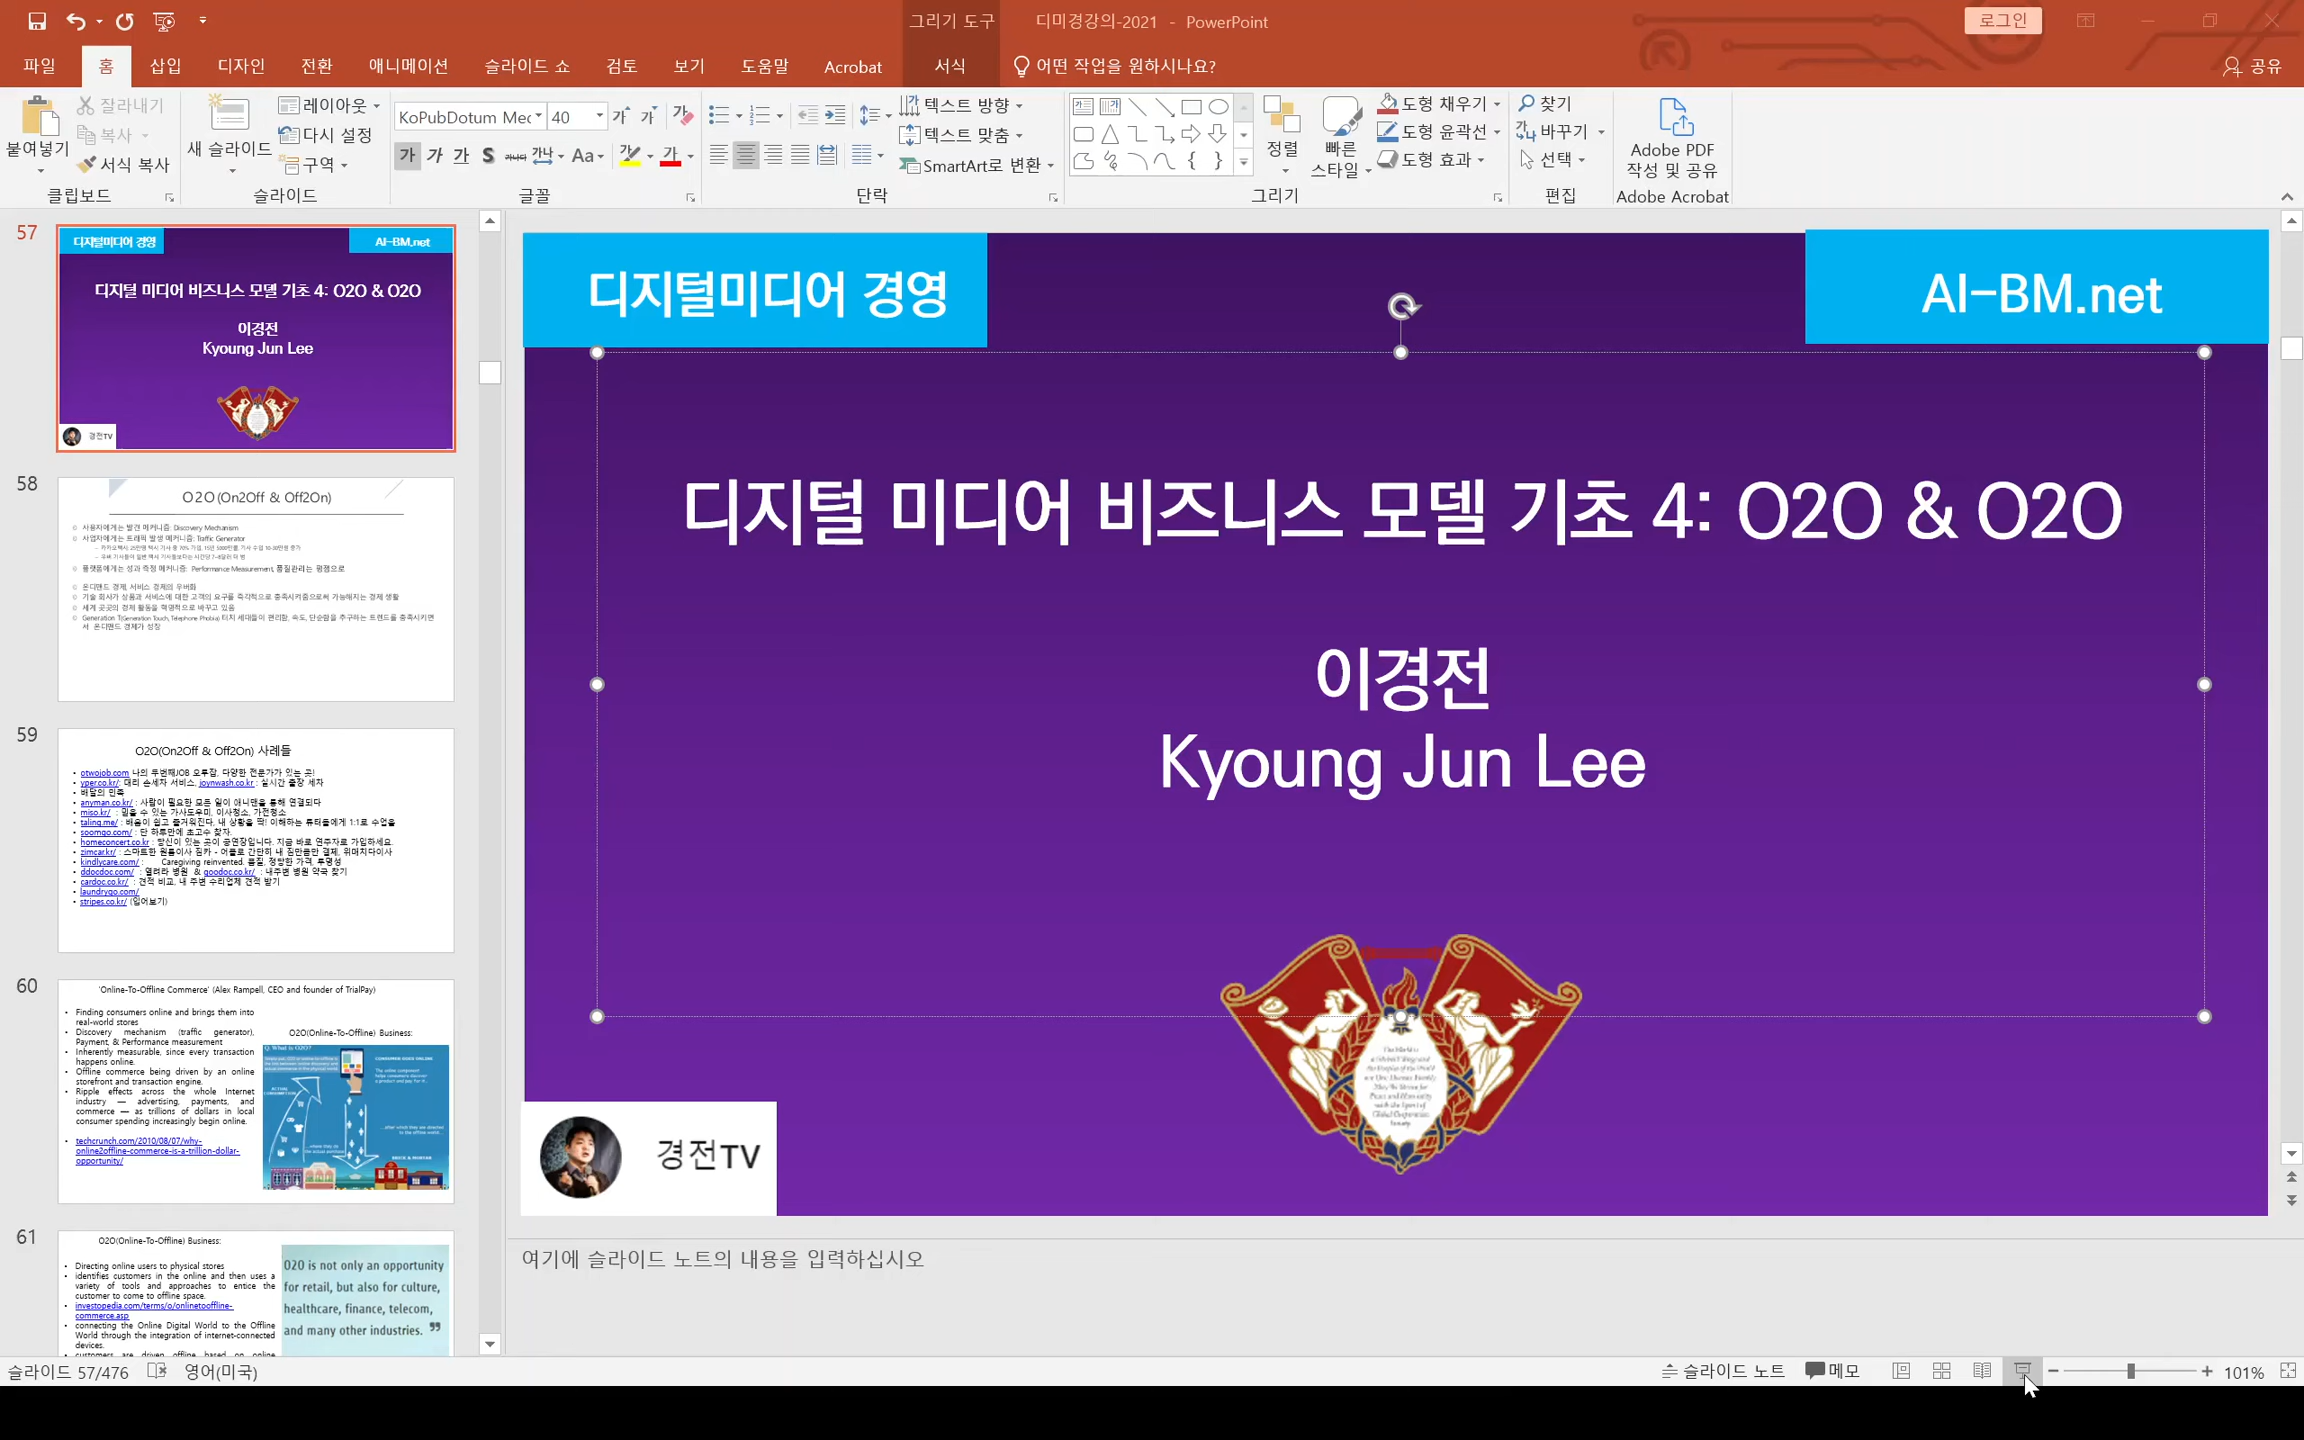 그리기 도구
디미경강의-2021 - PowerPoint
로그인
파일
홈
삽입
디자인
전환
애니메이션
슬라이드 쇼
검토
보기
도움말
Acrobat
서식
어떤 작업을 원하시나요?
공유
붙여넣기
잘라내기
복사
서식 복사
클립보드
새 슬라이드
레이아웃
다시 설정
구역
슬라이드
KoPubDotum Mec
40
글꼴
텍스트 방향
텍스트 맞춤
SmartArt로 변환
단락
정렬
빠른 스타일
도형 채우기
도형 윤곽선
도형 효과
그리기
찾기
바꾸기
선택
편집
Adobe PDF
작성 및 공유
Adobe Acrobat
57
디지털미디어 경영
AI-BM.net
디지털 미디어 비즈니스 모델 기초 4: O2O & O2O
이경전
Kyoung Jun Lee
경전TV
58
O2O (On2Off & Off2On)
사용자에게는 발견 메커니즘: Discovery Mechanism
사업자에게는 트래픽 발생 메커니즘: Traffic Generator
플랫폼에게는 성과 측정 메커니즘: Performance Measurement, 품질관리는 평점으로
온디맨드 경제, 서비스 경제의 우버화
기술 회사가 상품과 서비스에 대한 고객의 요구를 즉각적으로 충족시켜줌으로써 가능해지는 경제 생활
세계 곳곳의 경제 활동을 혁명적으로 바꾸고 있음
Generation T(Generation Touch, Telephone Phobia) 터치 세대들이 편리함, 속도, 단순함을 추구하는 트렌드를 충족시키면
서 온디맨드 경제가 성장
59
O2O(On2Off & Off2On) 사례들
otwojob.com 나의 두번째JOB 오투잡, 다양한 전문가가 있는 곳!
yper.co.kr/: 대리 손세차 서비스, joynwash.co.kr : 실시간 출장 세차
배달의 민족
anyman.co.kr/ : 사람이 필요한 모든 일이 애니맨을 통해 연결되다
miso.kr/ : 믿을 수 있는 가사도우미, 이사청소, 가전청소
taling.me/ : 배움이 쉽고 즐거워진다, 내 상황을 딱! 이해하는 튜터들에게 1:1로 수업을
soomgo.com/ : 단 하루만에 초고수 찾자.
homeconcert.co.kr : 당신이 있는 곳이 공연장입니다. 지금 바로 연주자로 가입하세요.
zimcar.kr/ : 스마트한 원룸이사 짐카 - 어플로 간단히 내 짐만큼만 결제, 위매치다이사
kindlycare.com/ : Caregiving reinvented. 품질, 정당한 가격, 투명성
ddocdoc.com/ : 열려라 병원 & goodoc.co.kr/ : 내주변 병원 약국 찾기
cardoc.co.kr/ : 견적 비교, 내 주변 수리업체 견적 받기
laundrygo.com/
stripes.co.kr/ (입어보기)
60
'Online-To-Offline Commerce' (Alex Rampell, CEO and founder of TrialPay)
Finding consumers online and brings them into
real-world stores
Discovery mechanism (traffic generator),
Payment, & Performance measurement
Inherently measurable, since every transaction
happens online.
Offline commerce being driven by an online
storefront and transaction engine.
Ripple effects across the whole Internet
industry — advertising, payments, and
commerce — as trillions of dollars in local
consumer spending increasingly begin online.
techcrunch.com/2010/08/07/why-
online2offline-commerce-is-a-trillion-dollar-
opportunity/
O2O(Online-To-Offline) Business:
61
O2O(Online-To-Offline) Business:
Directing online users to physical stores
identifies customers in the online and then uses a
variety of tools and approaches to entice the
customer to come to offline space.
investopedia.com/terms/o/onlinetooffline-
commerce.asp
connecting the Online Digital World to the Offline
World through the integration of internet-connected
devices.
customers are driven offline based on online
O2O is not only an opportunity
for retail, but also for culture,
healthcare, finance, telecom,
and many other industries. ”
디지털미디어 경영
AI-BM.net
디지털 미디어 비즈니스 모델 기초 4: O2O & O2O
이경전
Kyoung Jun Lee
경전TV
여기에 슬라이드 노트의 내용을 입력하십시오
슬라이드 57/476
영어(미국)
슬라이드 노트
메모
101%